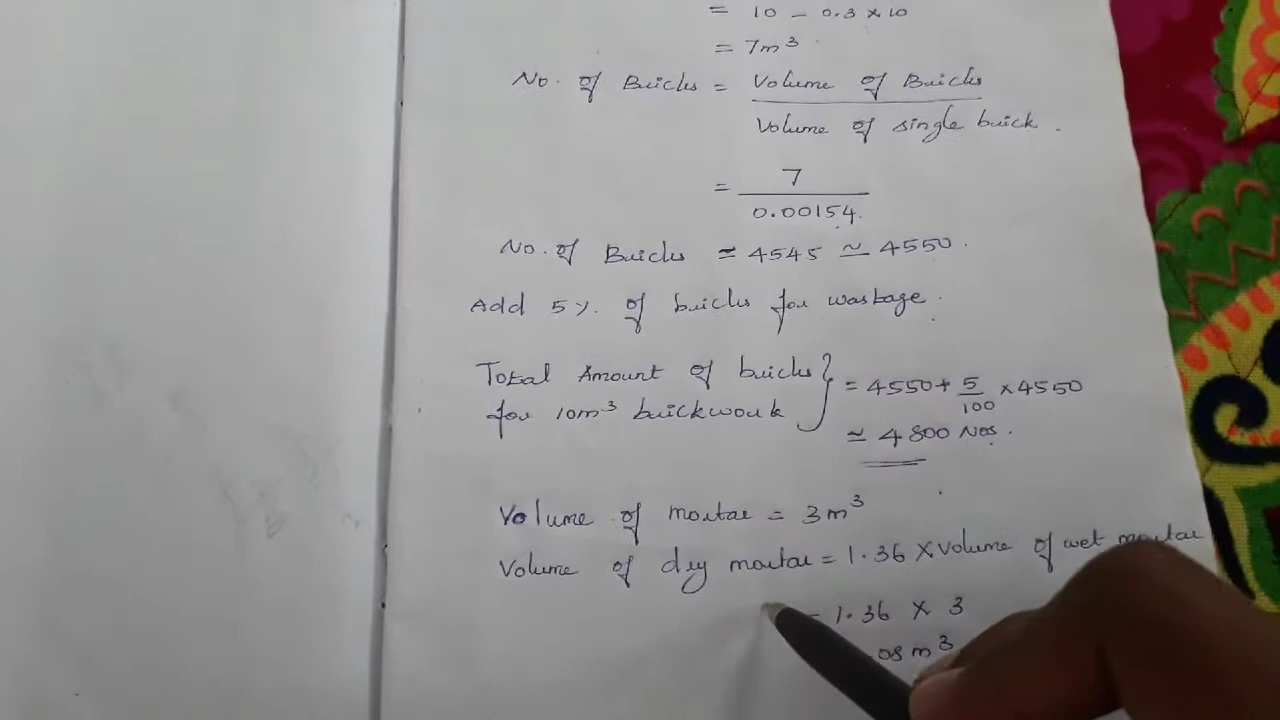 = 10 - 0.3 × 10
= 7m³
No. of Bricks = Volume of Bricks
Volume of single brick.
= 7
0.00154.
No. of Bricks = 4545 ≃ 4550.
Add 5%. of bricks for wastage.
Total Amount of bricks } = 4550 + 5/100 × 4550
for 10m³ brickwork
≃ 4800 Nos.
Volume of mortar = 3m³
Volume of dry mortar = 1.36 × volume of wet mortar
= 1.36 × 3
08 m³